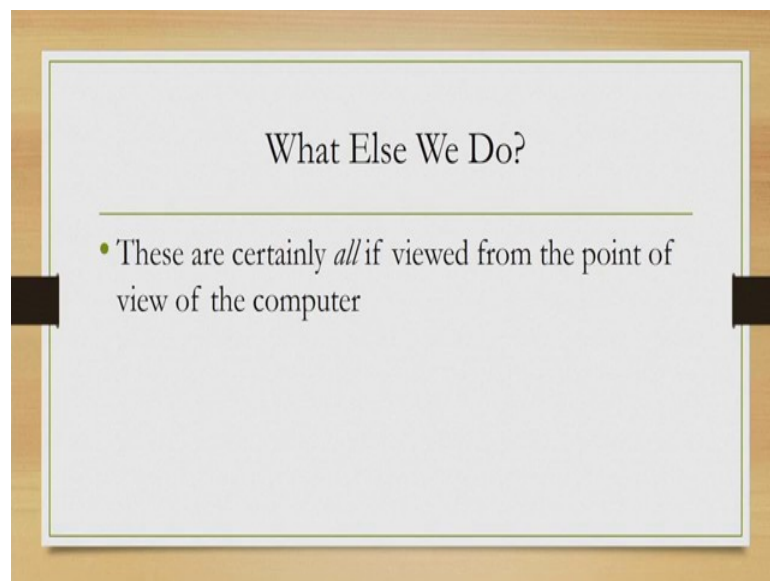 What Else We Do?
• These are certainly all if viewed from the point of
view of the computer